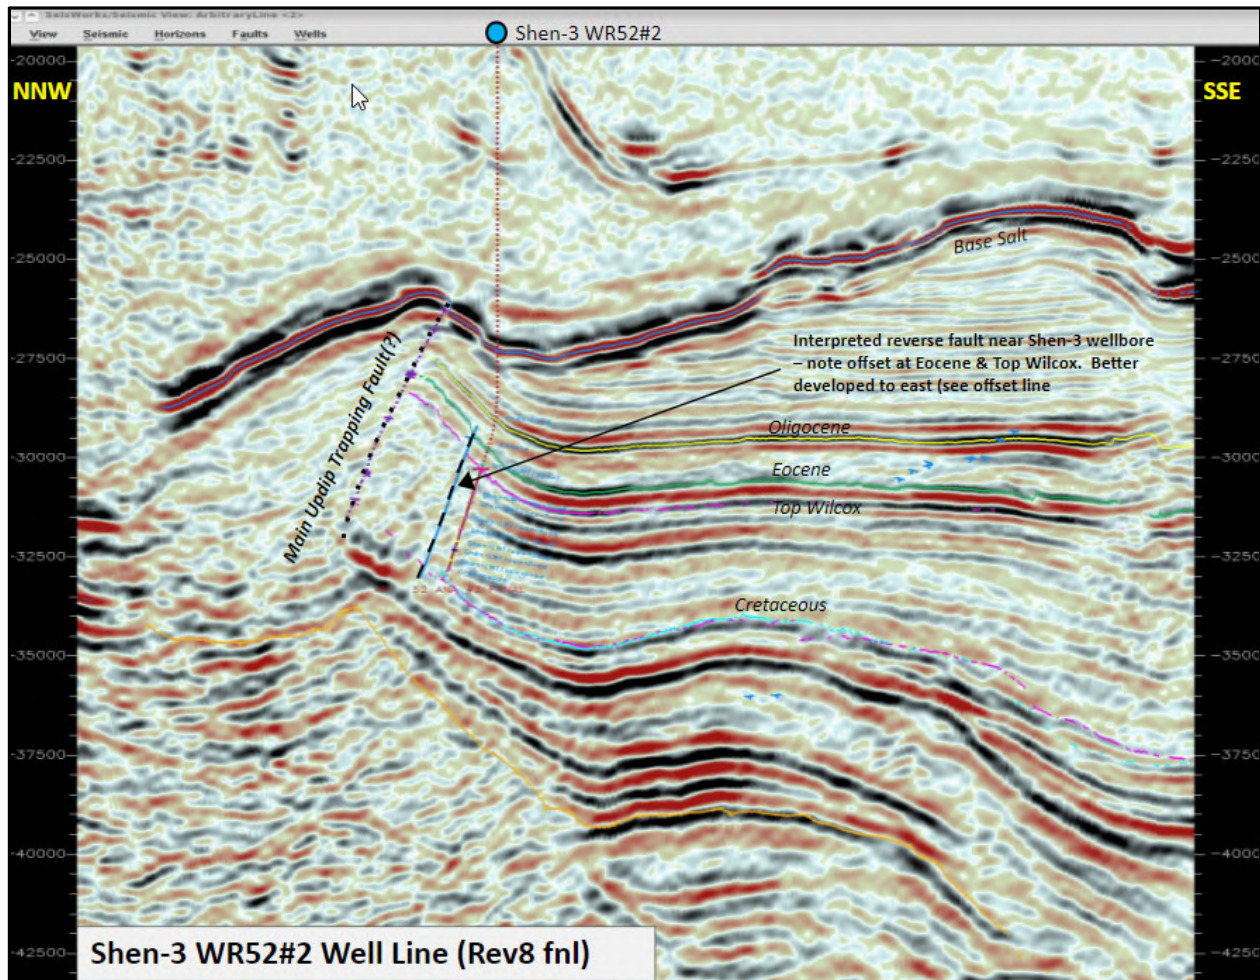 SeisWorks/Seismic View: ArbitraryLine <2>
View Seismic Horizons Faults Wells
Shen-3 WR52#2
-20000
NNW
SSE
-22500 -22500
-25000 -2500
Base Salt
-27500 -2750
Interpreted reverse fault near Shen-3 wellbore
– note offset at Eocene & Top Wilcox. Better
developed to east (see offset line
Main Updip Trapping Fault(?)
Oligocene
-30000 -3000
Eocene
Top Wilcox
-32500 -3250
Cretaceous
-35000 -3500
-37500 -3750
-40000 -4000
-42500 -4250
Shen-3 WR52#2 Well Line (Rev8 fnl)